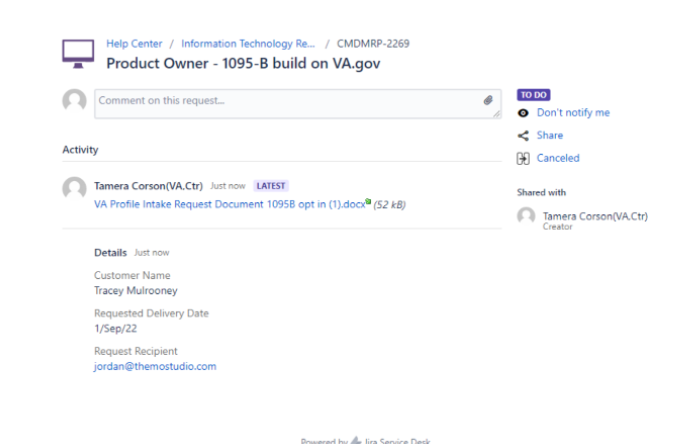 Help Center / Information Technology Re... / CMDMRP-2269
Product Owner - 1095-B build on VA.gov
Comment on this request...
TO DO
Don't notify me
Share
Canceled
Activity
Tamera Corson(VA.Ctr) Just now LATEST
VA Profile Intake Request Document 1095B opt in (1).docx (52 kB)
Shared with
Tamera Corson(VA.Ctr)
Creator
Details Just now
Customer Name
Tracey Mulrooney
Requested Delivery Date
1/Sep/22
Request Recipient
jordan@themostudio.com
Powered by Jira Service Desk